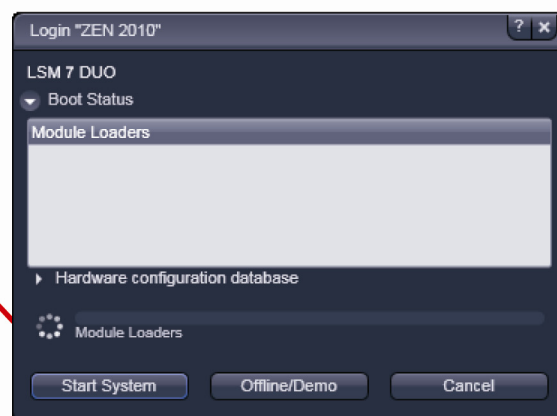 Login "ZEN 2010"
? x
LSM 7 DUO
Boot Status
Module Loaders
Hardware configuration database
Module Loaders
Start System Offline/Demo Cancel